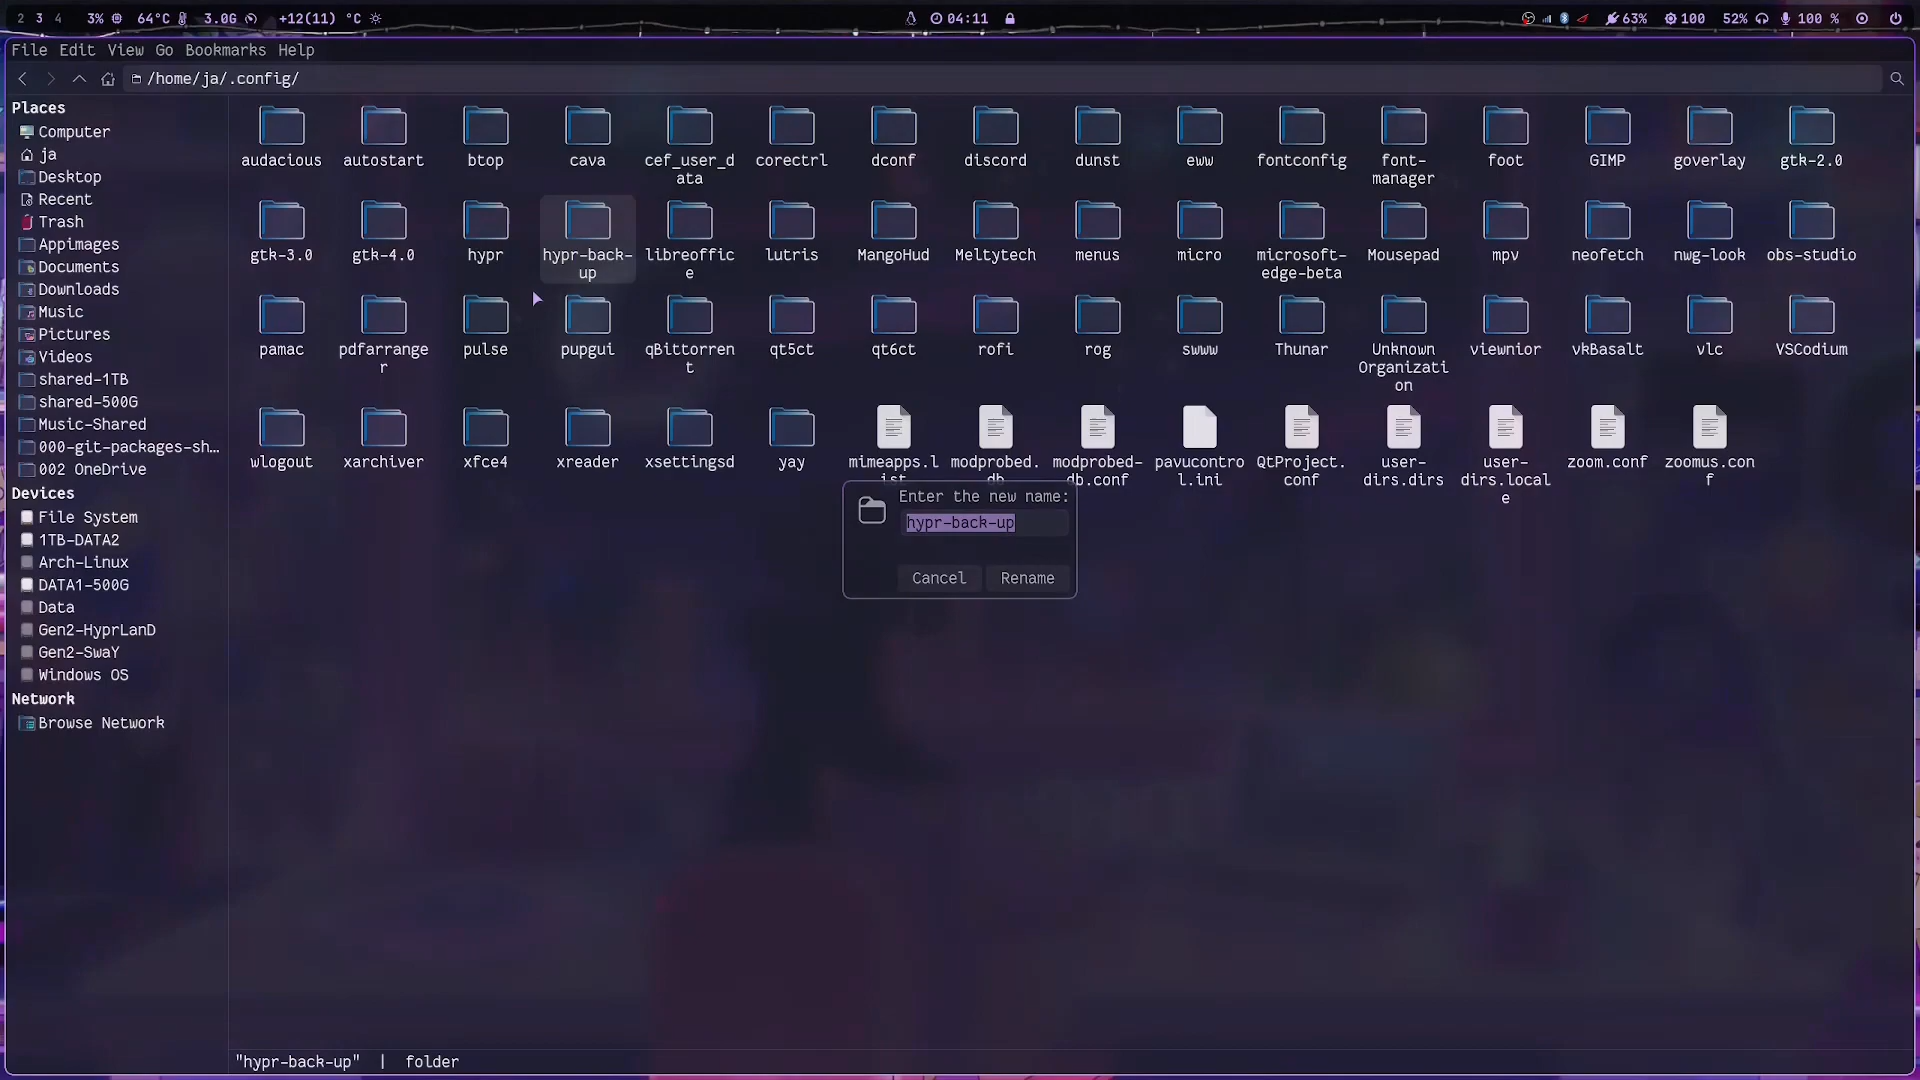 2 3 4 3% 64°C 3.0G +12(11) °C 04:11 63% 100 52% 100 %
File Edit View Go Bookmarks Help
/home/ja/.config/
Places
Computer
ja
Desktop
Recent
Trash
Appimages
Documents
Downloads
Music
Pictures
Videos
shared-1TB
shared-500G
Music-Shared
000-git-packages-sh…
002 OneDrive
Devices
File System
1TB-DATA2
Arch-Linux
DATA1-500G
Data
Gen2-HyprLanD
Gen2-SwaY
Windows OS
Network
Browse Network
audacious autostart btop cava cef_user_d corectrl dconf discord dunst eww fontconfig font- foot GIMP goverlay gtk-2.0
ata manager
gtk-3.0 gtk-4.0 hypr hypr-back- libreoffic lutris MangoHud Meltytech menus micro microsoft- Mousepad mpv neofetch nwg-look obs-studio
up e edge-beta
pamac pdfarrange pulse pupgui qBittorren qt5ct qt6ct rofi rog swww Thunar Unknown viewnior vkBasalt vlc VSCodium
r t Organizati
on
wlogout xarchiver xfce4 xreader xsettingsd yay mimeapps.l modprobed. modprobed- pavucontro QtProject. user- user- zoom.conf zoomus.con
ist db db.conf l.ini conf dirs.dirs dirs.local f
e
Enter the new name:
hypr-back-up
Cancel Rename
"hypr-back-up" | folder